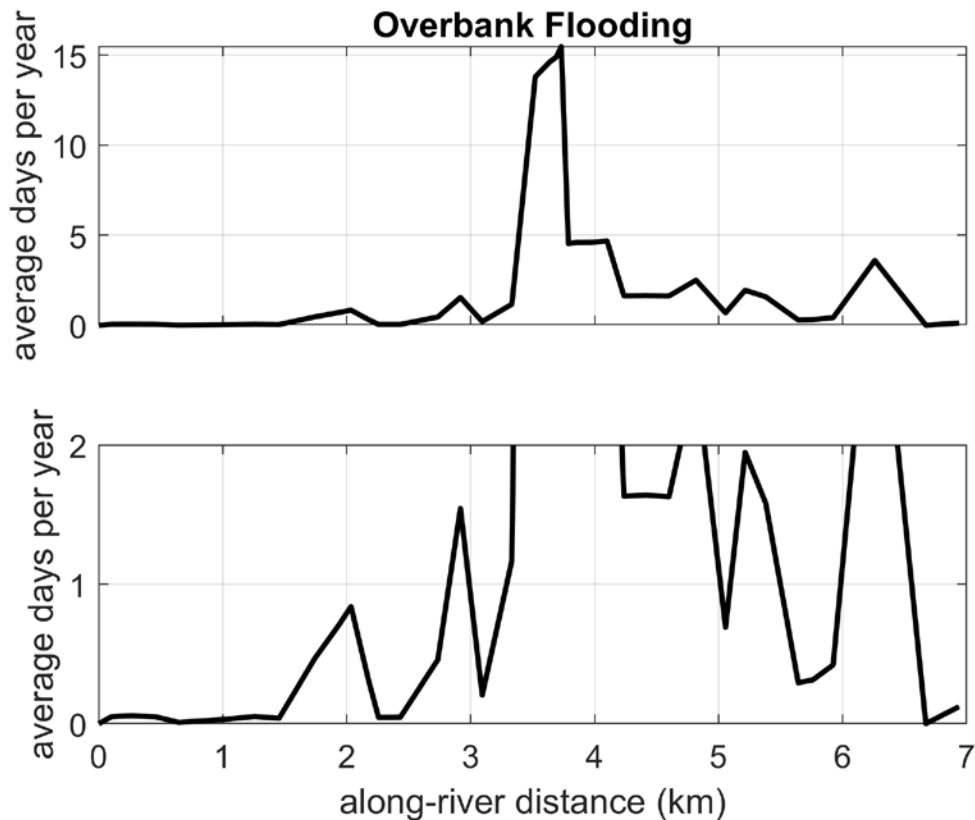 Overbank Flooding
average days per year
15
10
5
0
average days per year
2
1
0
0 1 2 3 4 5 6 7
along-river distance (km)